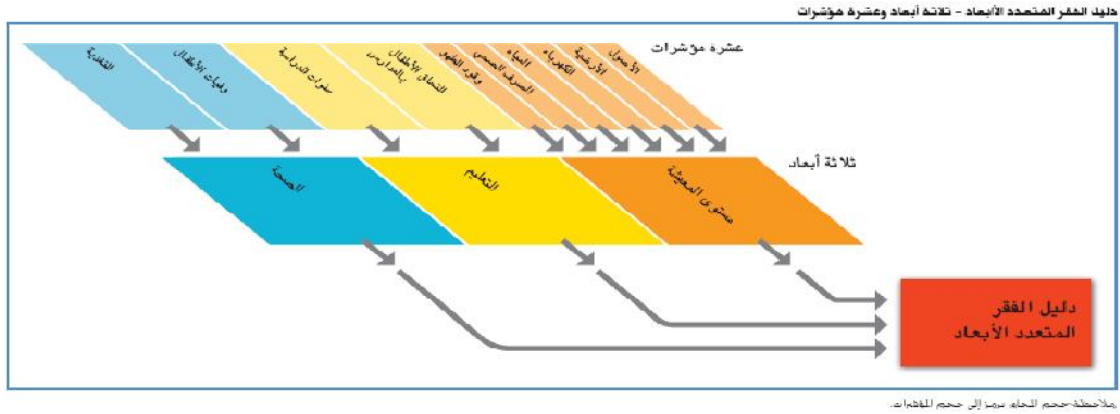 دليل الفقر المتعدد الأبعاد - ثلاثة أبعاد وعشرة مؤشرات
عشرة مؤشرات
الأصول
الأرضية
الكهرباء
المياه
الصرف الصحي
وقود الطهي
التحاق الأطفال
بالمدارس
سنوات الدراسة
وفيات الأطفال
التغذية
ثلاثة أبعاد
مستوى المعيشة
التعليم
الصحة
دليل الفقر
المتعدد الأبعاد
ملاحظة: حجم الخانة يرمز إلى حجم المؤشرات.